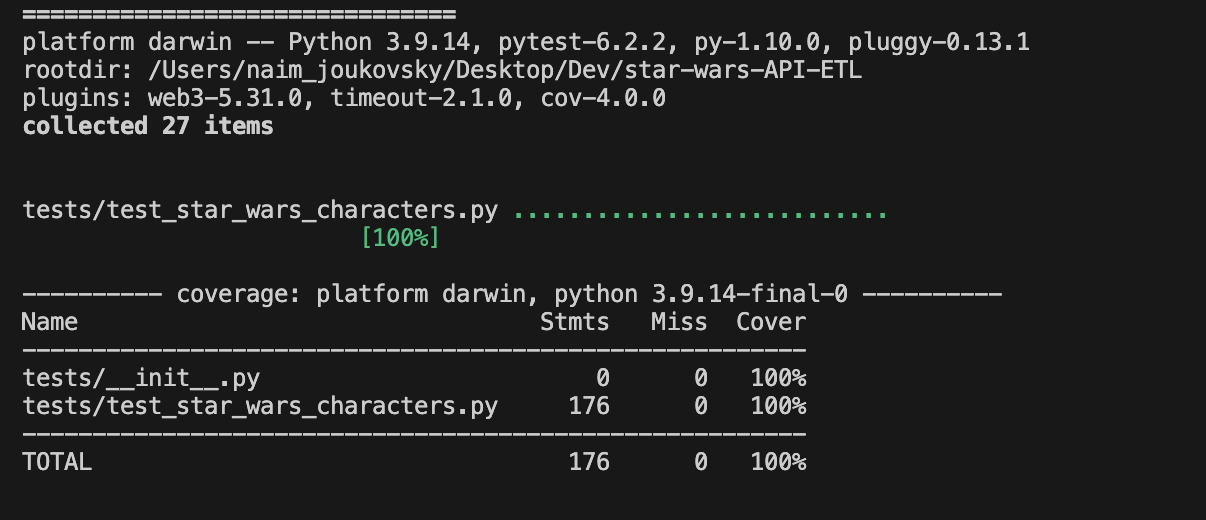 ===============================
platform darwin -- Python 3.9.14, pytest-6.2.2, py-1.10.0, pluggy-0.13.1
rootdir: /Users/naim_joukovsky/Desktop/Dev/star-wars-API-ETL
plugins: web3-5.31.0, timeout-2.1.0, cov-4.0.0
collected 27 items
tests/test_star_wars_characters.py ...........................
[100%]
---------- coverage: platform darwin, python 3.9.14-final-0 ----------
Name                                 Stmts   Miss  Cover
--------------------------------------------------------
tests/__init__.py                        0      0   100%
tests/test_star_wars_characters.py     176      0   100%
--------------------------------------------------------
TOTAL                                  176      0   100%